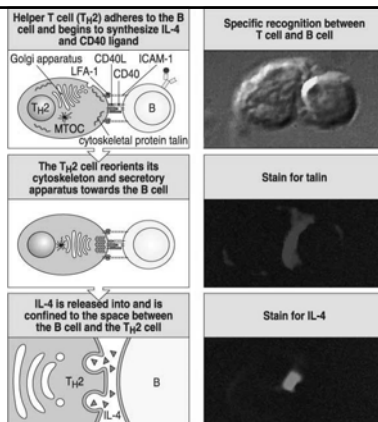 Helper T cell (TH2) adheres to the B
cell and begins to synthesize IL-4
and CD40 ligand
Golgi apparatus CD40L ICAM-1
LFA-1 CD40
TH2
B
MTOC
cytoskeletal protein talin
Specific recognition between
T cell and B cell
The TH2 cell reorients its
cytoskeleton and secretory
apparatus towards the B cell
Stain for talin
IL-4 is released into and is
confined to the space between
the B cell and the TH2 cell
Stain for IL-4
TH2
B
IL-4